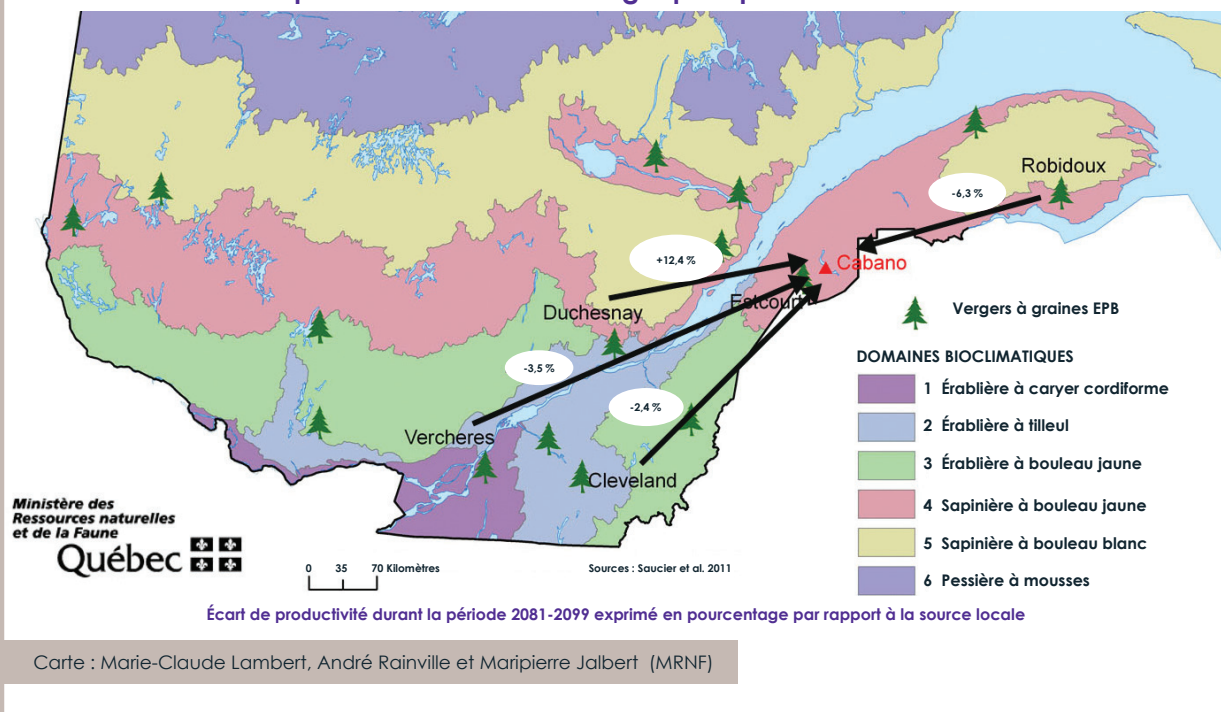 Robidoux
-6,3 %
+12,4 %
Cabano
Estcourt
Duchesnay
-3,5 %
-2,4 %
Vercheres
Cleveland
Vergers à graines EPB
DOMAINES BIOCLIMATIQUES
1 Érablière à caryer cordiforme
2 Érablière à tilleul
3 Érablière à bouleau jaune
4 Sapinière à bouleau jaune
5 Sapinière à bouleau blanc
6 Pessière à mousses
Ministère des
Ressources naturelles
et de la Faune
Québec
0 35 70 Kilomètres
Sources : Saucier et al. 2011
Écart de productivité durant la période 2081-2099 exprimé en pourcentage par rapport à la source locale
Carte : Marie-Claude Lambert, André Rainville et Maripierre Jalbert (MRNF)